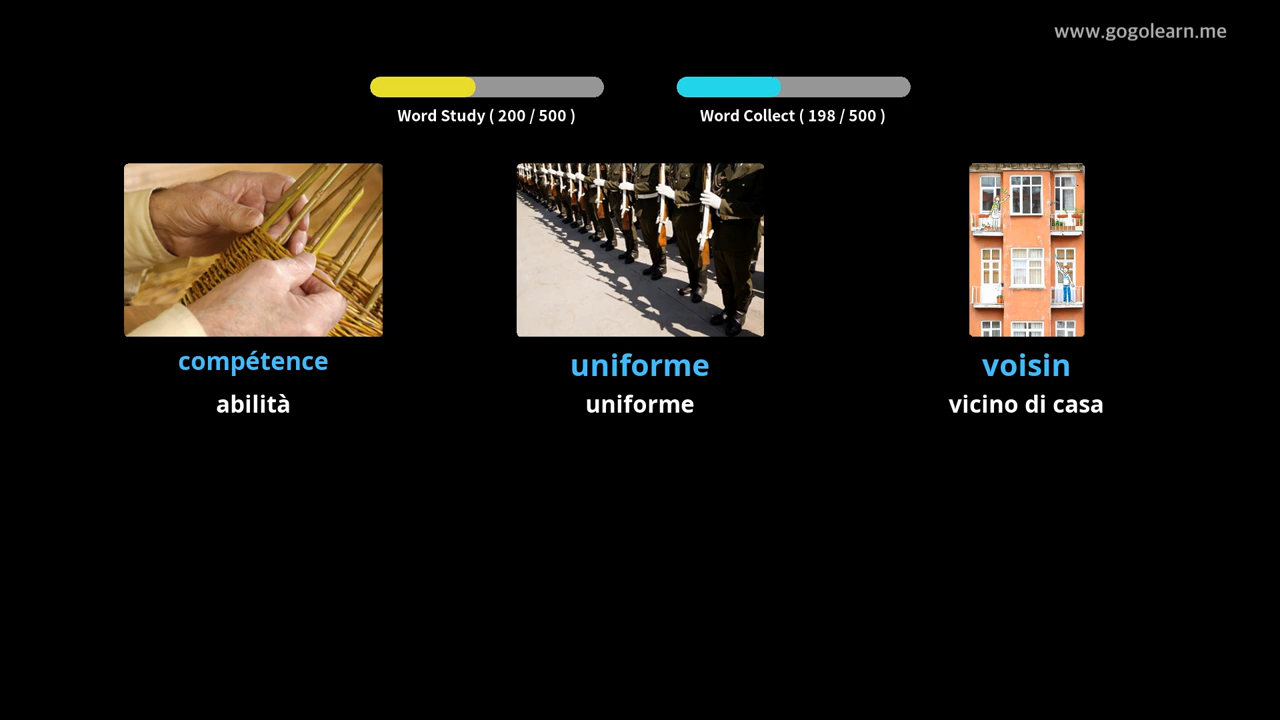 www.gogolearn.me
Word Study ( 200 / 500 )
Word Collect ( 198 / 500 )
compétence
uniforme
voisin
abilità
uniforme
vicino di casa